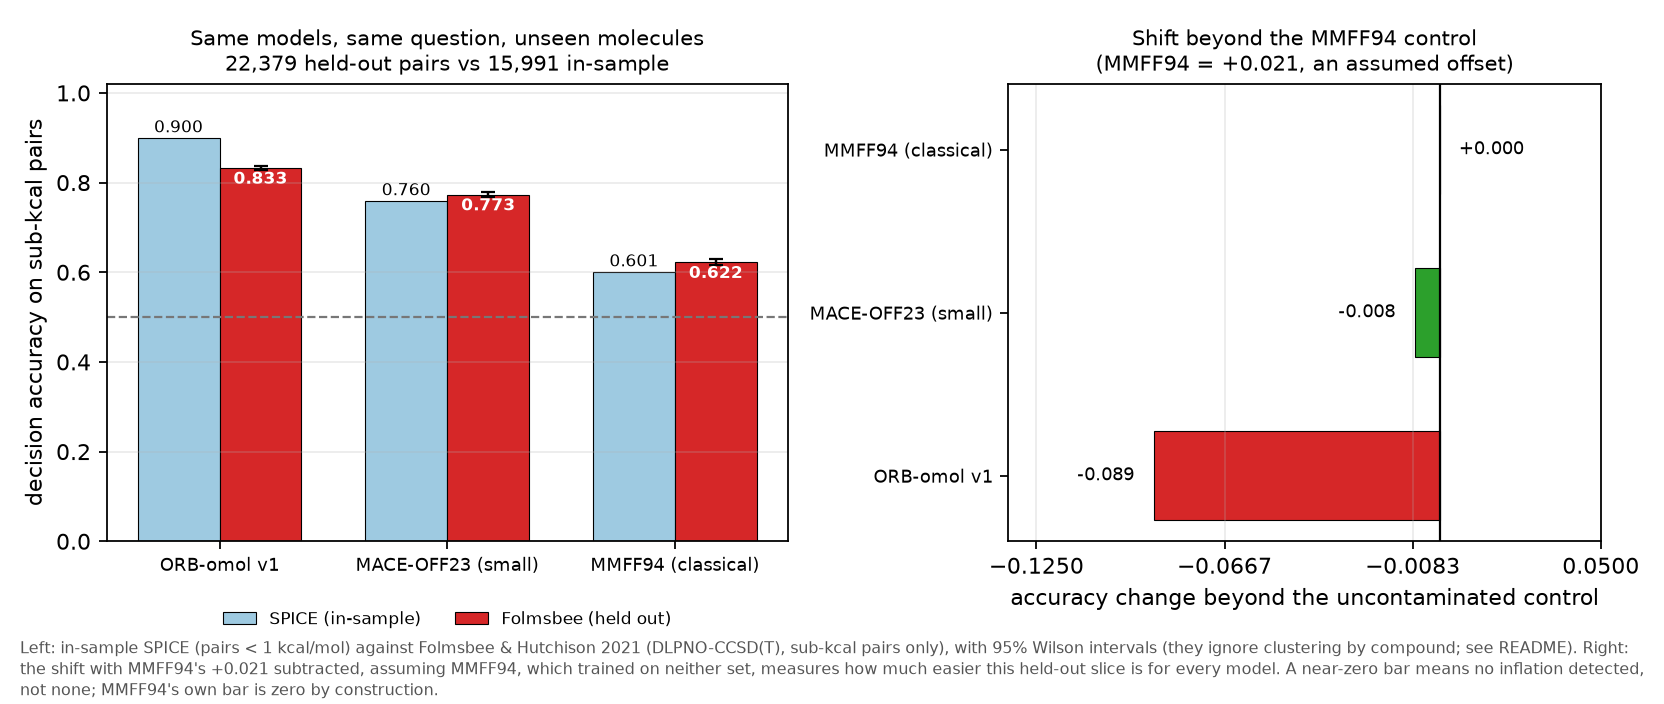 Same models, same question, unseen molecules
22,379 held-out pairs vs 15,991 in-sample
decision accuracy on sub-kcal pairs
1.0
0.8
0.6
0.4
0.2
0.0
0.900
0.833
0.760
0.773
0.601
0.622
ORB-omol v1
MACE-OFF23 (small)
MMFF94 (classical)
SPICE (in-sample)
Folmsbee (held out)
Shift beyond the MMFF94 control
(MMFF94 = +0.021, an assumed offset)
MMFF94 (classical)
+0.000
MACE-OFF23 (small)
-0.008
ORB-omol v1
-0.089
−0.1250
−0.0667
−0.0083
0.0500
accuracy change beyond the uncontaminated control
Left: in-sample SPICE (pairs < 1 kcal/mol) against Folmsbee & Hutchison 2021 (DLPNO-CCSD(T), sub-kcal pairs only), with 95% Wilson intervals (they ignore clustering by compound; see README). Right:
the shift with MMFF94's +0.021 subtracted, assuming MMFF94, which trained on neither set, measures how much easier this held-out slice is for every model. A near-zero bar means no inflation detected,
not none; MMFF94's own bar is zero by construction.